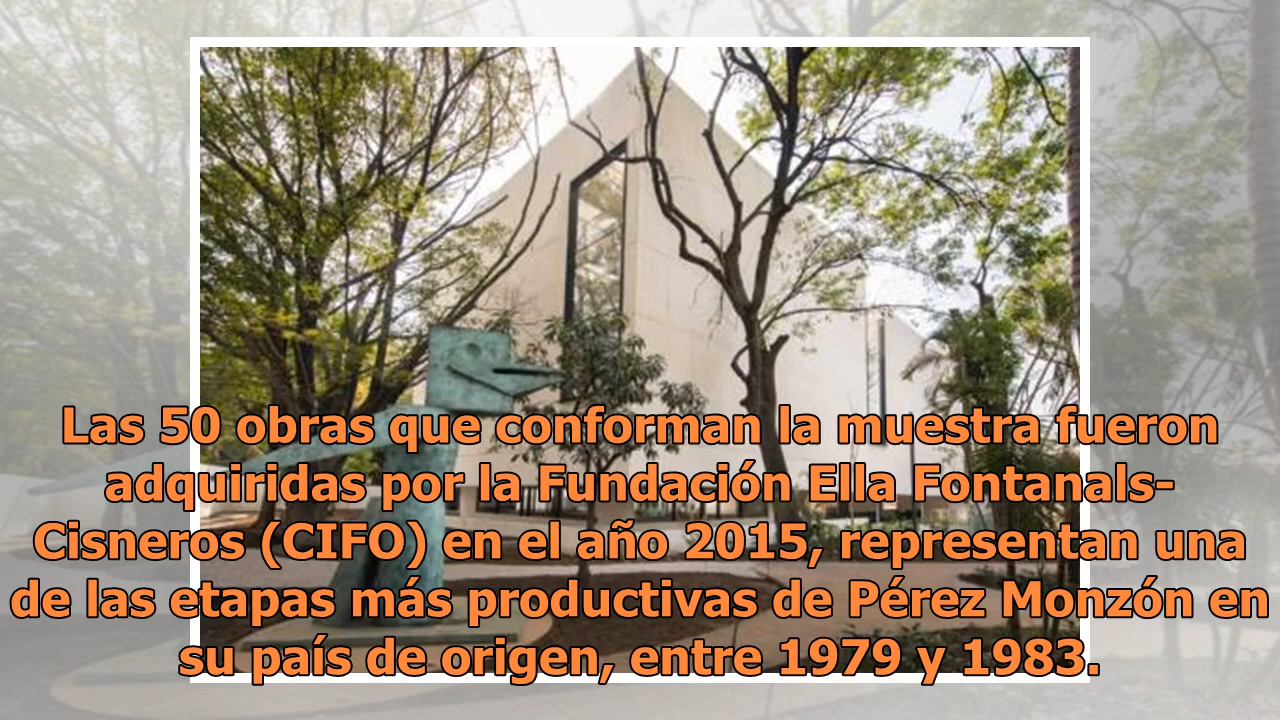 Las 50 obras que conforman la muestra fueron
adquiridas por la Fundación Ella Fontanals-
Cisneros (CIFO) en el año 2015, representan una
de las etapas más productivas de Pérez Monzón en
su país de origen, entre 1979 y 1983.